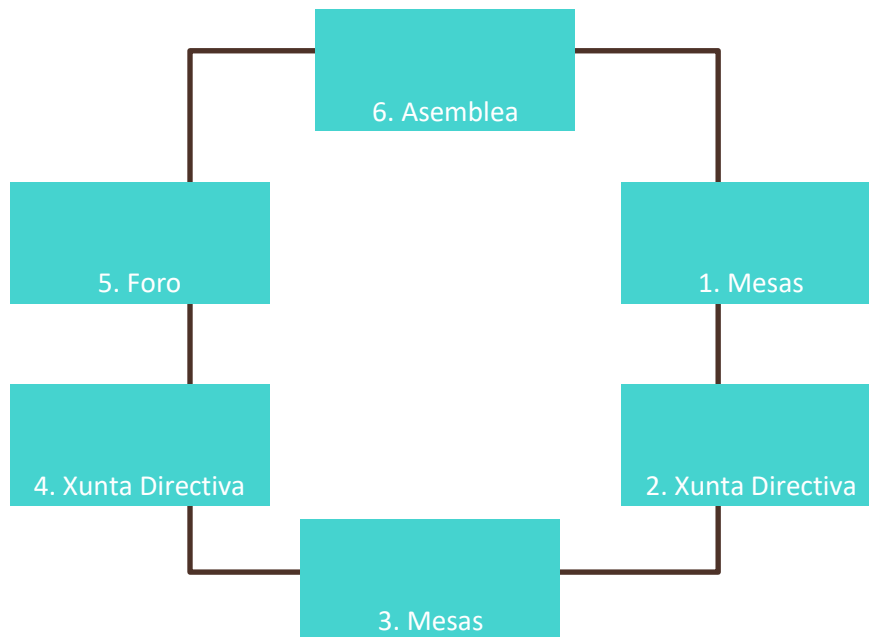 6. Asemblea
5. Foro
1. Mesas
4. Xunta Directiva
2. Xunta Directiva
3. Mesas